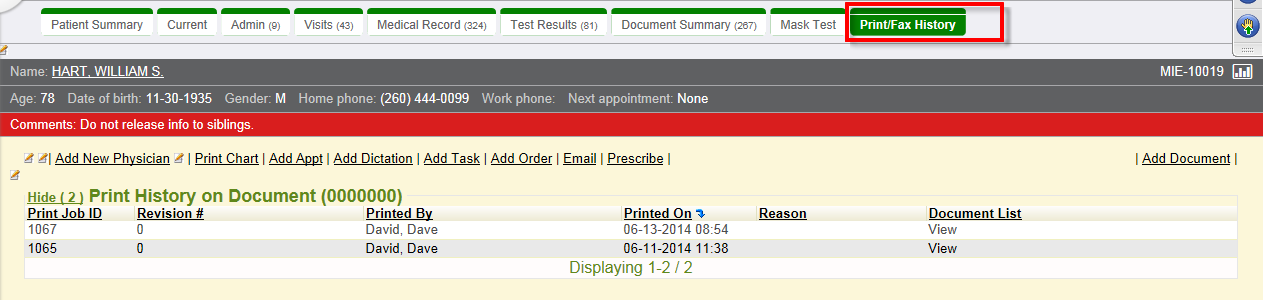 Patient Summary Current Admin (9) Visits (43) Medical Record (324) Test Results (81) Document Summary (267) Mask Test Print/Fax History
Name: HART, WILLIAM S. MIE-10019
Age: 78 Date of birth: 11-30-1935 Gender: M Home phone: (260) 444-0099 Work phone: Next appointment: None
Comments: Do not release info to siblings.
| Add New Physician | Print Chart | Add Appt | Add Dictation | Add Task | Add Order | Email | Prescribe | | Add Document |
Hide ( 2 ) Print History on Document (0000000)
Print Job ID Revision # Printed By Printed On Reason Document List
1067 0 David, Dave 06-13-2014 08:54 View
1065 0 David, Dave 06-11-2014 11:38 View
Displaying 1-2 / 2